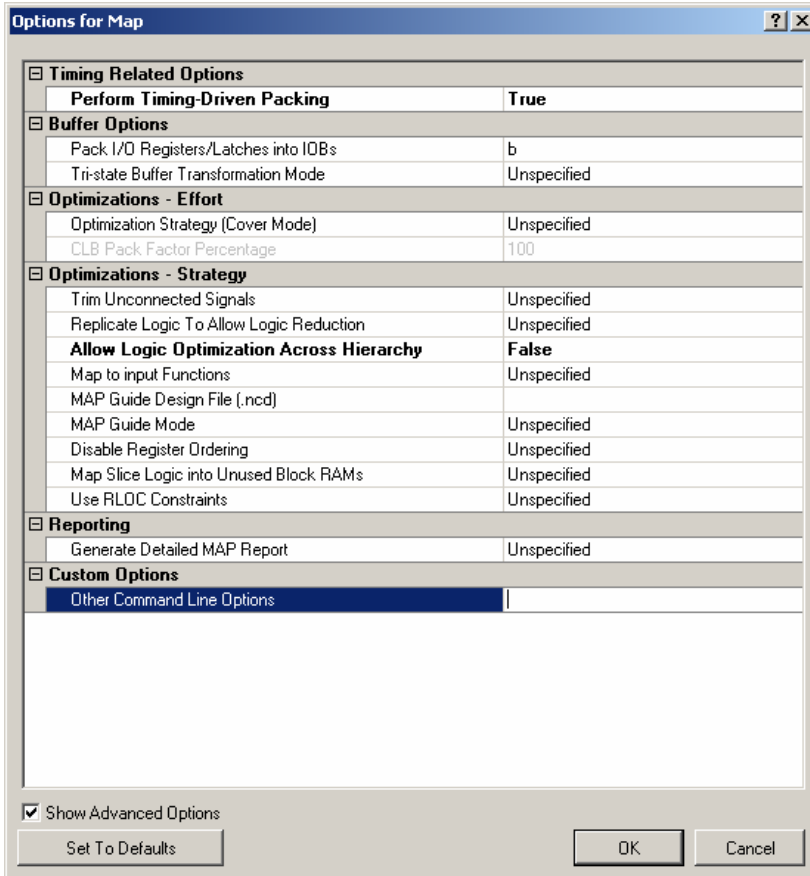 Options for Map
Timing Related Options
Perform Timing-Driven Packing True
Buffer Options
Pack I/O Registers/Latches into IOBs b
Tri-state Buffer Transformation Mode Unspecified
Optimizations - Effort
Optimization Strategy (Cover Mode) Unspecified
CLB Pack Factor Percentage 100
Optimizations - Strategy
Trim Unconnected Signals Unspecified
Replicate Logic To Allow Logic Reduction Unspecified
Allow Logic Optimization Across Hierarchy False
Map to input Functions Unspecified
MAP Guide Design File (.ncd)
MAP Guide Mode Unspecified
Disable Register Ordering Unspecified
Map Slice Logic into Unused Block RAMs Unspecified
Use RLOC Constraints Unspecified
Reporting
Generate Detailed MAP Report Unspecified
Custom Options
Other Command Line Options
Show Advanced Options
Set To Defaults OK Cancel